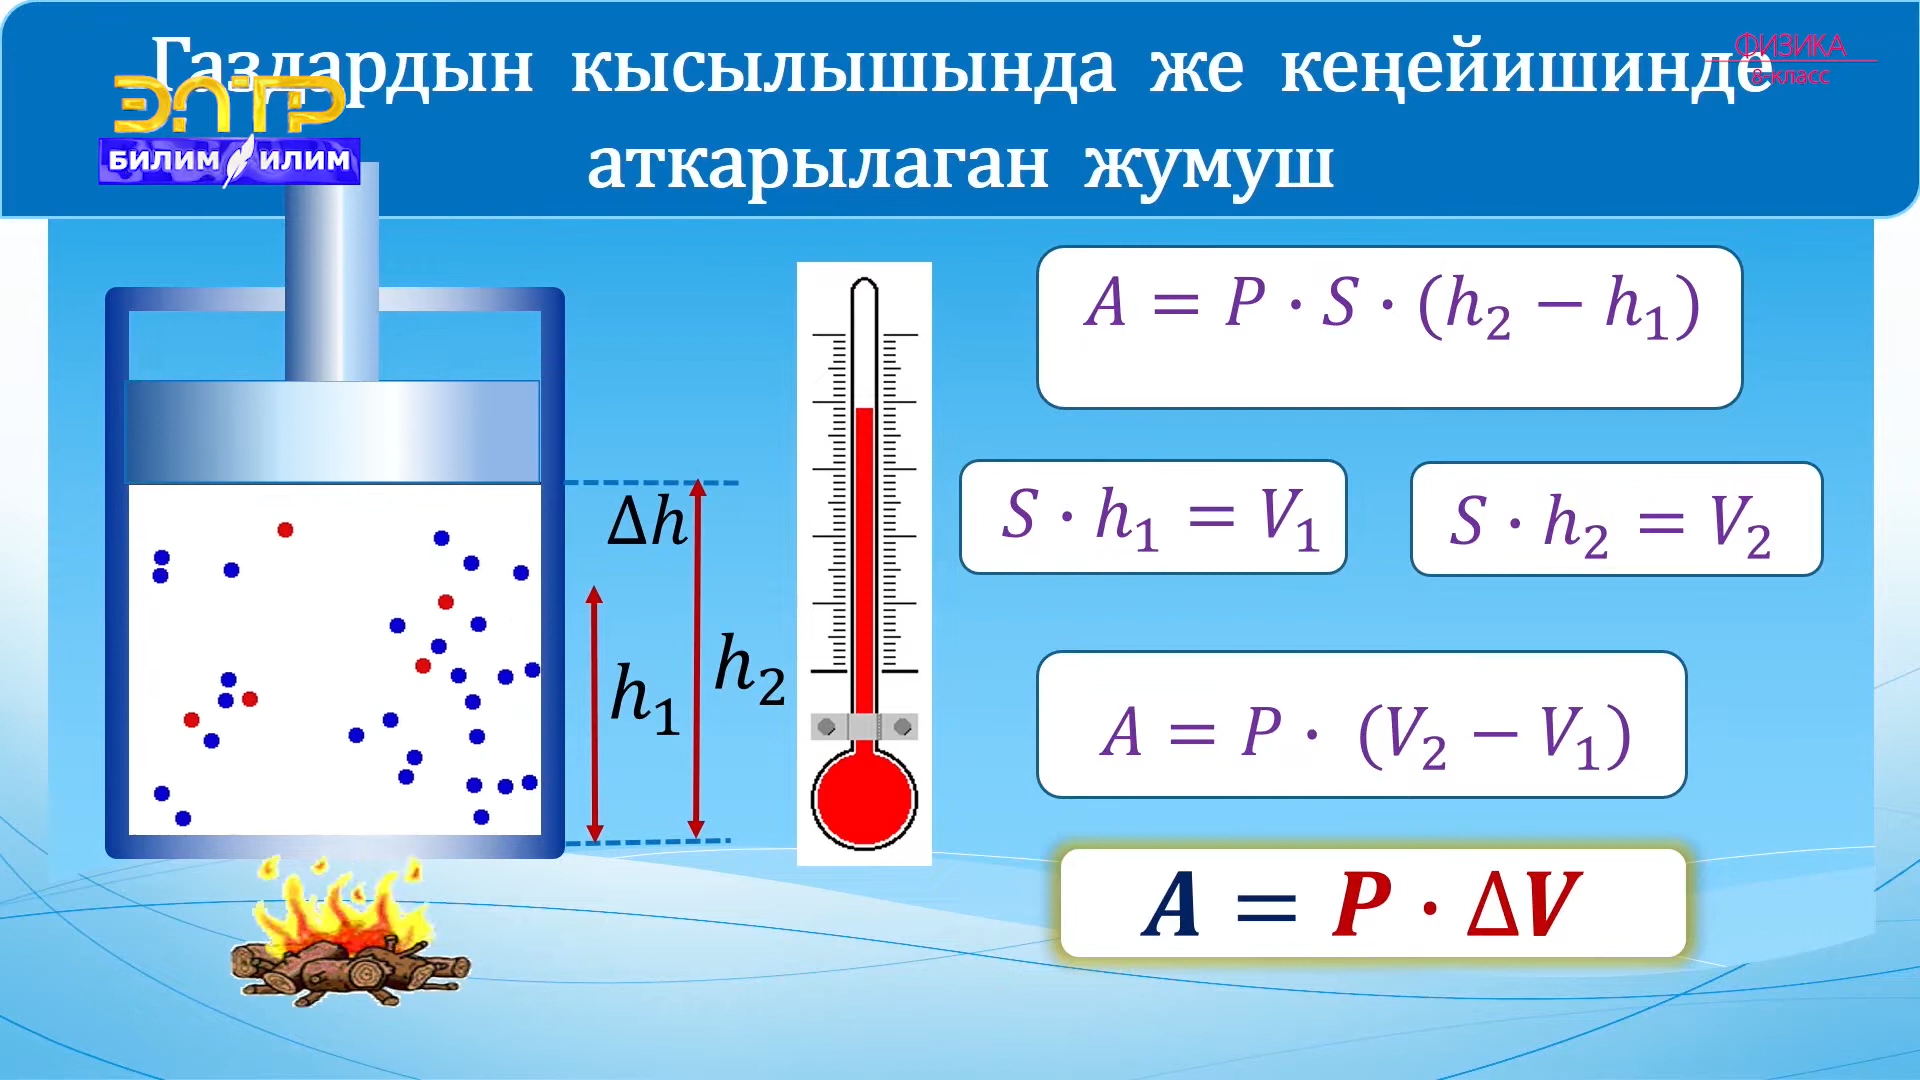 Газдардын кысылышында же кеңейишинде
аткарылаган жумуш
ФИЗИКА
8-класс
ЭЛТР
БИЛИМ ИЛИМ
A = P · S · (h₂ − h₁)
S · h₁ = V₁
S · h₂ = V₂
Δh
h₁
h₂
A = P · (V₂ − V₁)
A = P · ΔV